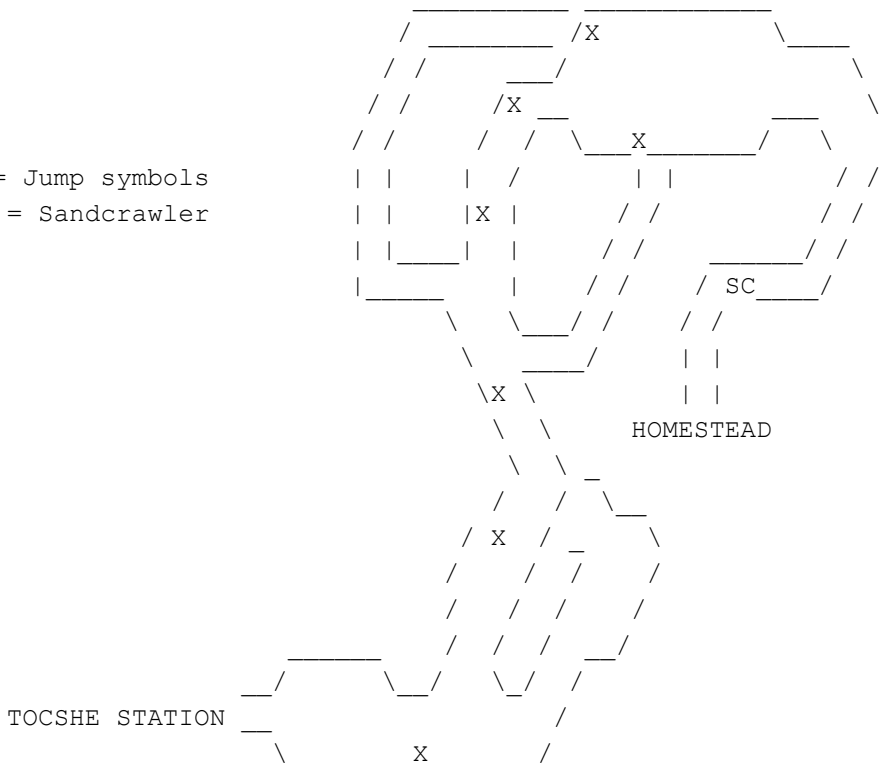 X
X
X
= Jump symbols
= Sandcrawler
X
SC
X
HOMESTEAD
X
TOCSHE STATION
X